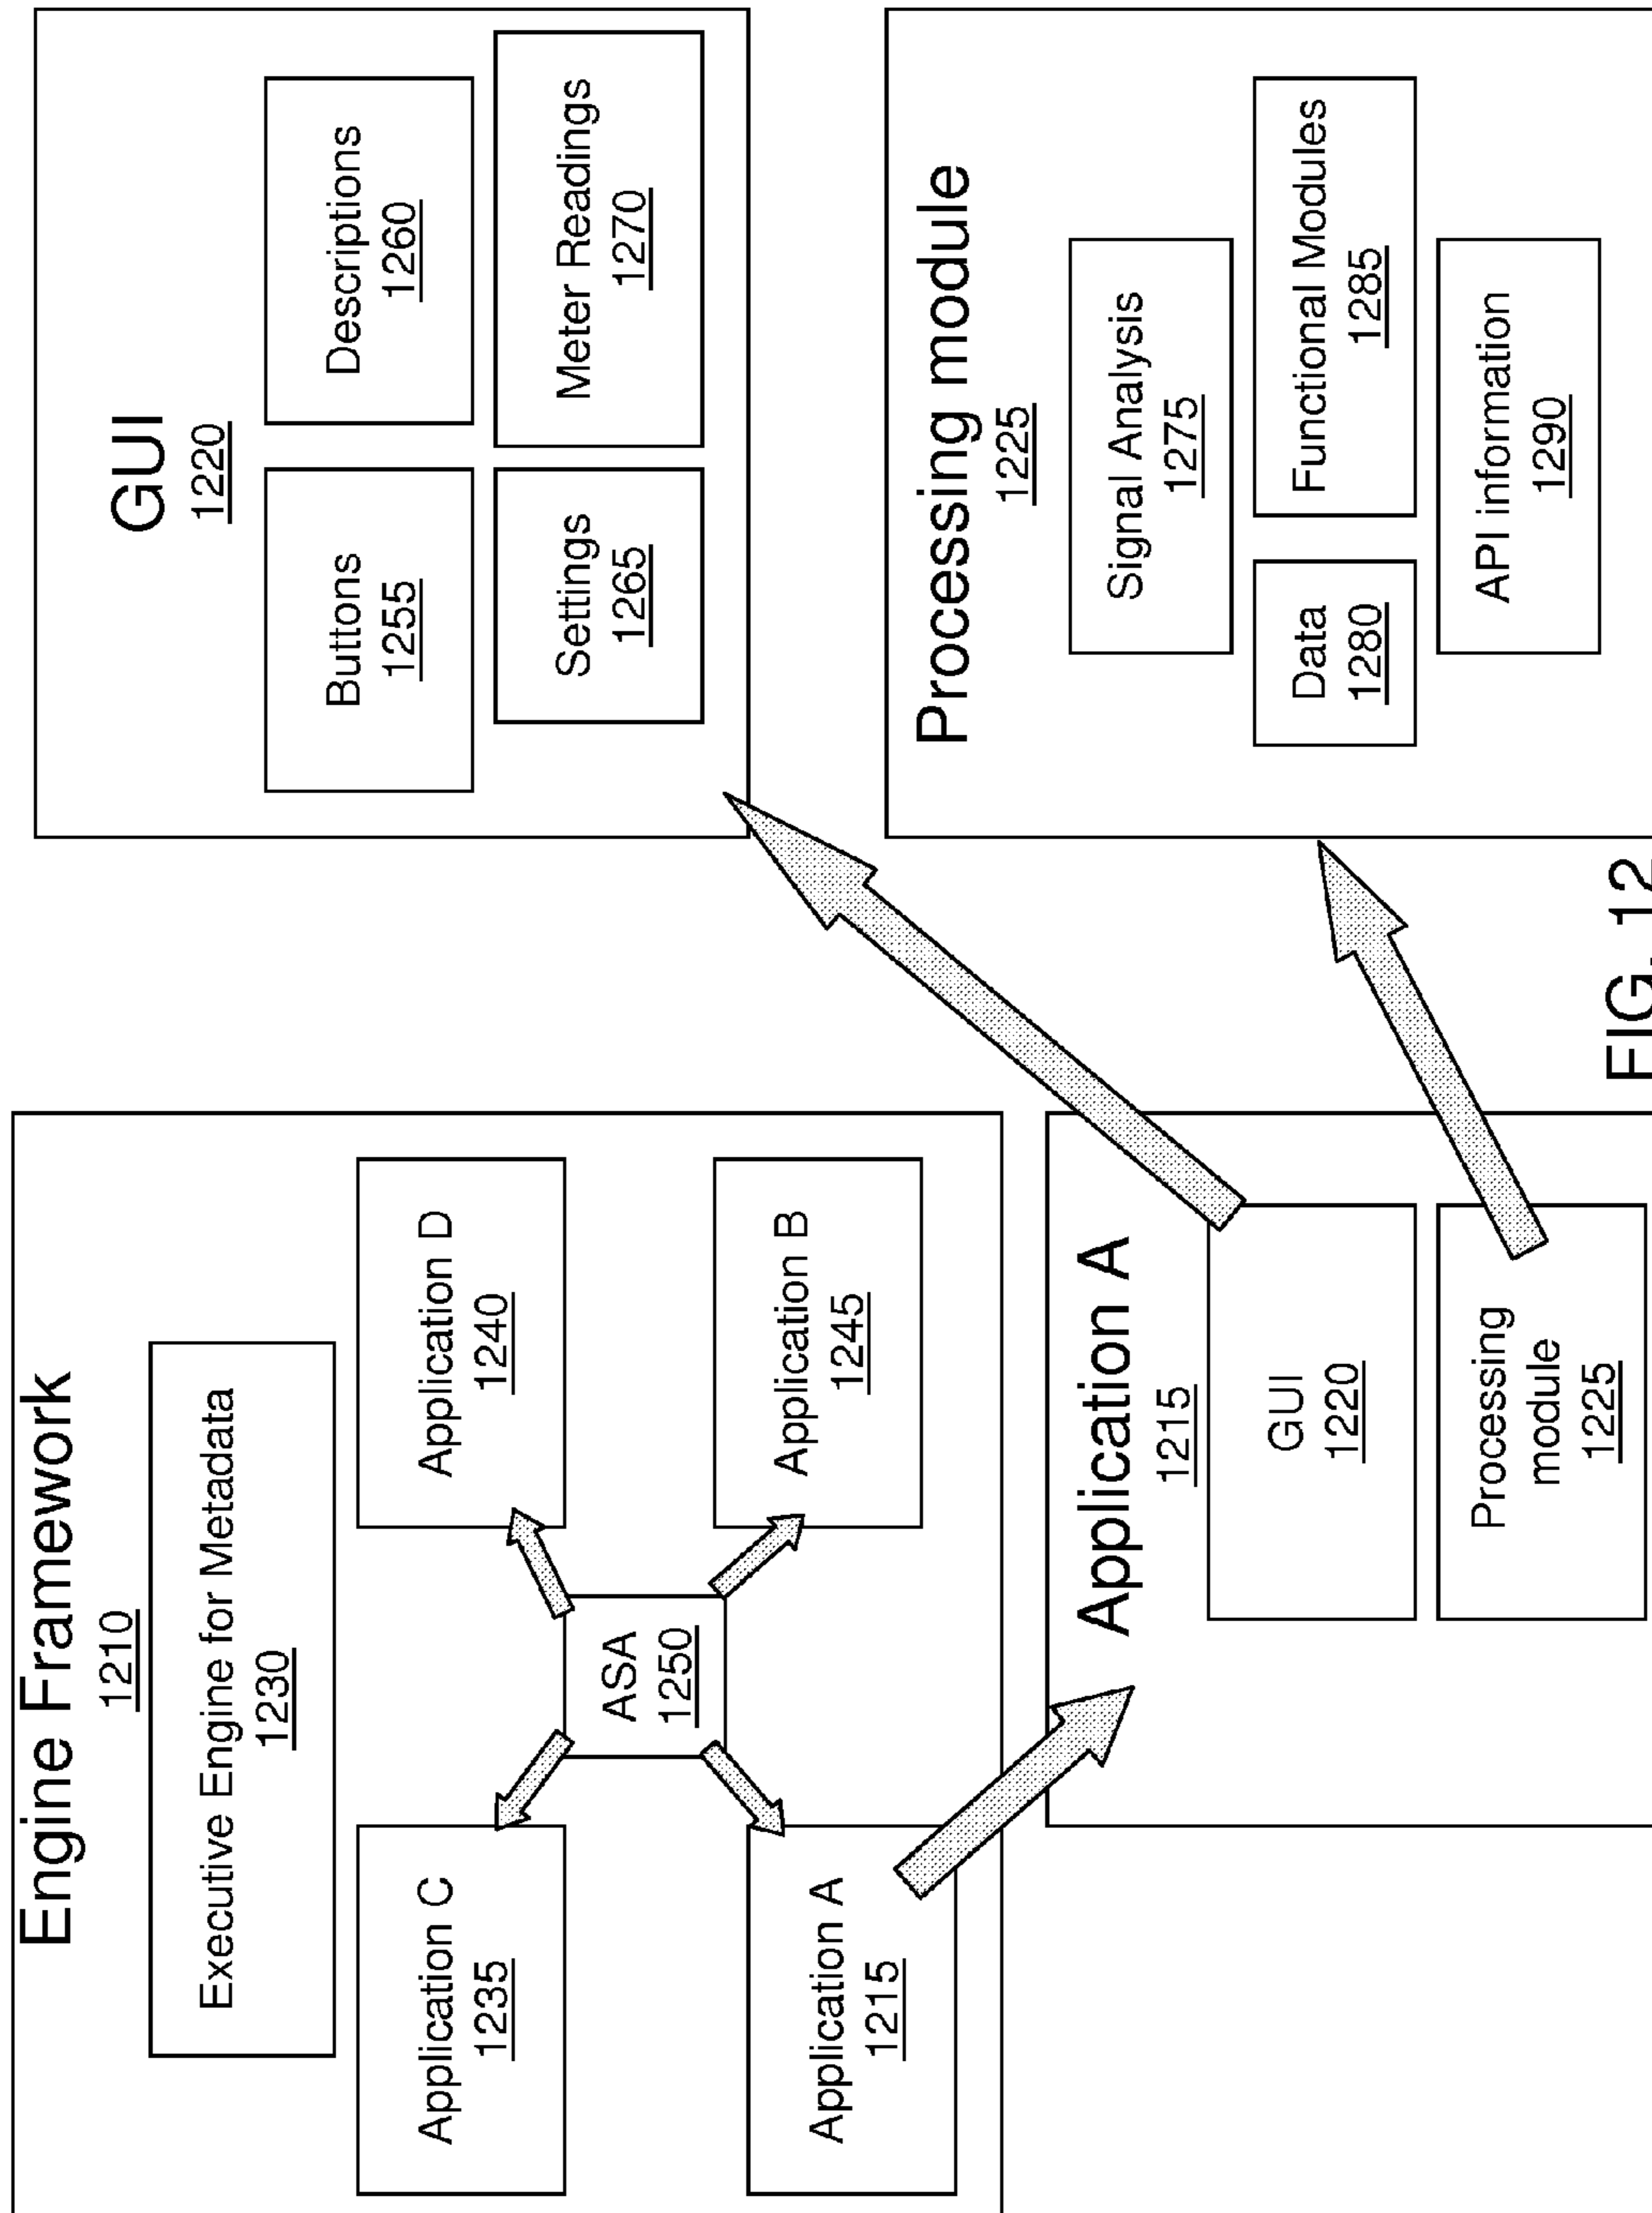 Engine Framework
1210
Executive Engine for Metadata
1230
Application C
1235
Application D
1240
ASA
1250
Application A
1215
Application B
1245
Application A
1215
GUI
1220
Processing
module
1225
GUI
1220
Buttons
1255
Descriptions
1260
Settings
1265
Meter Readings
1270
Processing module
1225
Signal Analysis
1275
Data
1280
Functional Modules
1285
API information
1290
FIG. 12